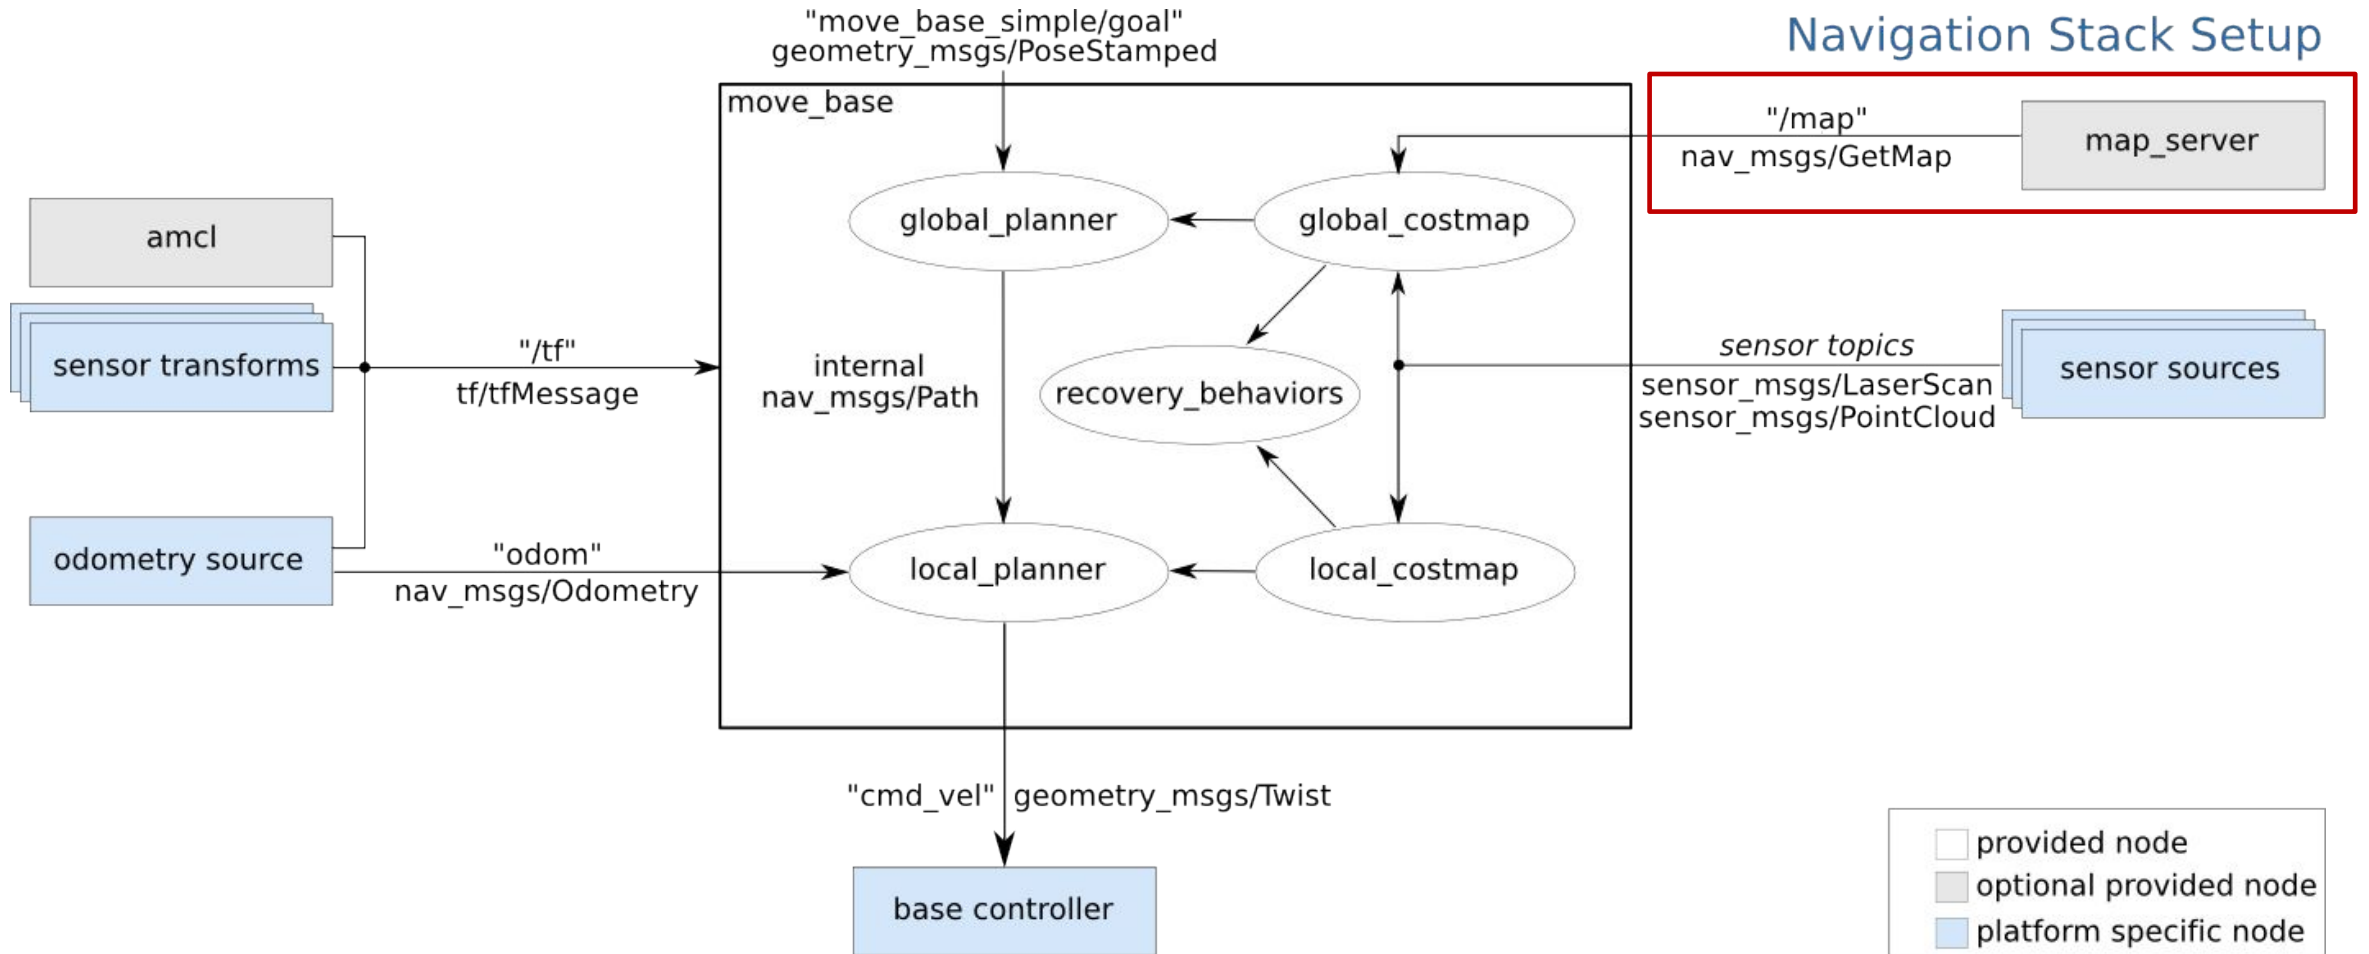 "move_base_simple/goal"
geometry_msgs/PoseStamped
Navigation Stack Setup
move_base
"/map"
nav_msgs/GetMap
map_server
global_planner
global_costmap
amcl
sensor transforms
"/tf"
tf/tfMessage
internal
nav_msgs/Path
recovery_behaviors
sensor topics
sensor_msgs/LaserScan
sensor_msgs/PointCloud
sensor sources
odometry source
"odom"
nav_msgs/Odometry
local_planner
local_costmap
"cmd_vel" geometry_msgs/Twist
base controller
provided node
optional provided node
platform specific node